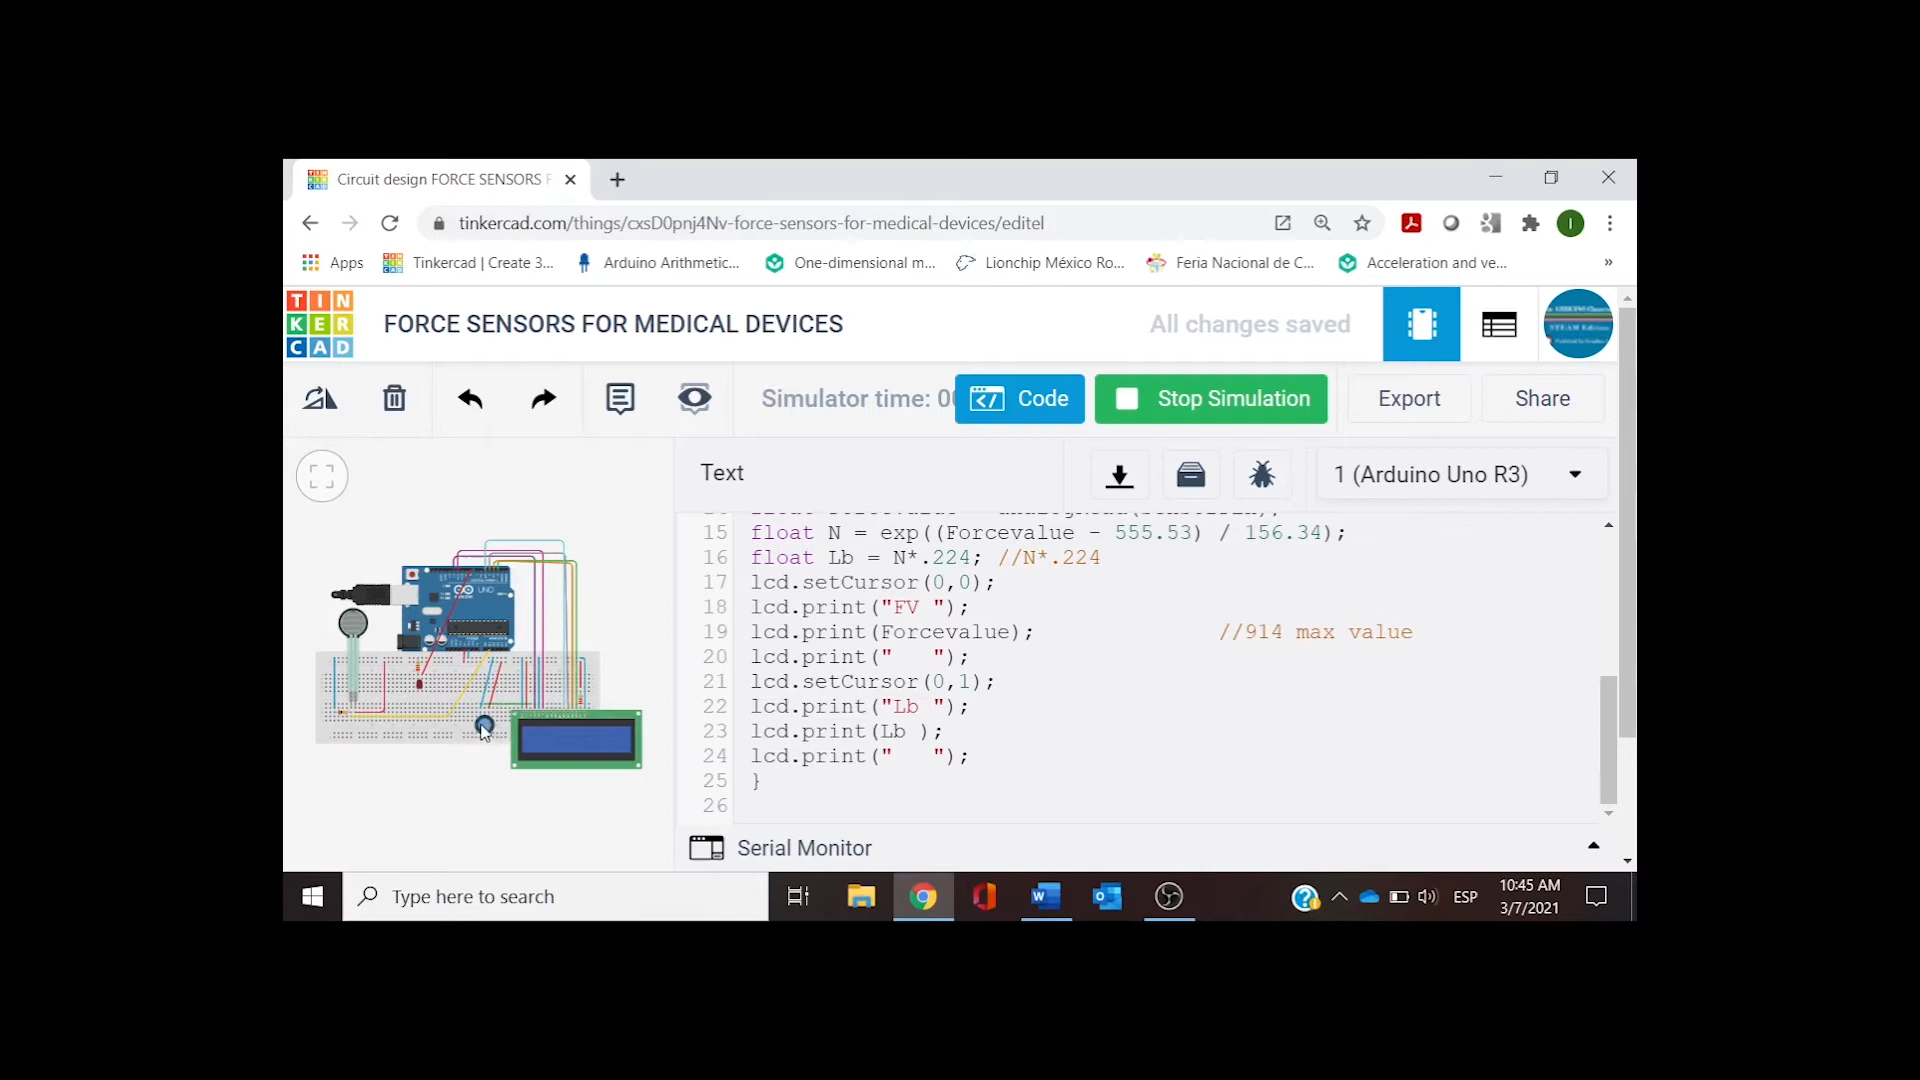 Circuit design FORCE SENSORS F
tinkercad.com/things/cxsD0pnj4Nv-force-sensors-for-medical-devices/editel
I
Apps
Tinkercad | Create 3...
Arduino Arithmetic...
One-dimensional m...
Lionchip México Ro...
Feria Nacional de C...
Acceleration and ve...
»
TIN
KER
CAD
FORCE SENSORS FOR MEDICAL DEVICES
All changes saved
Simulator time: 00
Code
Stop Simulation
Export
Share
Text
1 (Arduino Uno R3)
15 float N = exp((Forcevalue - 555.53) / 156.34);
16 float Lb = N*.224; //N*.224
17 lcd.setCursor(0,0);
18 lcd.print("FV ");
19 lcd.print(Forcevalue); //914 max value
20 lcd.print("   ");
21 lcd.setCursor(0,1);
22 lcd.print("Lb ");
23 lcd.print(Lb );
24 lcd.print("   ");
25 }
26
UNO
Serial Monitor
Type here to search
ESP
10:45 AM
3/7/2021